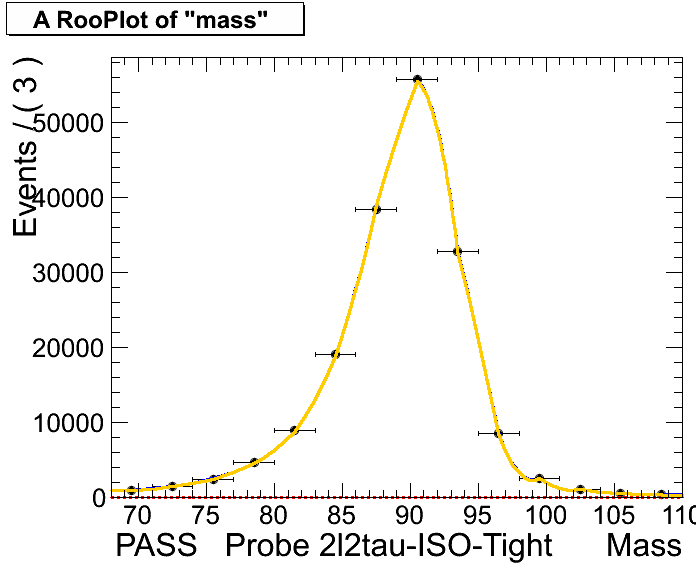 A RooPlot of "mass"
Events / ( 3 )
50000
40000
30000
20000
10000
0
70 75 80 85 90 95 100 105 110
PASS Probe 2l2tau-ISO-Tight Mass